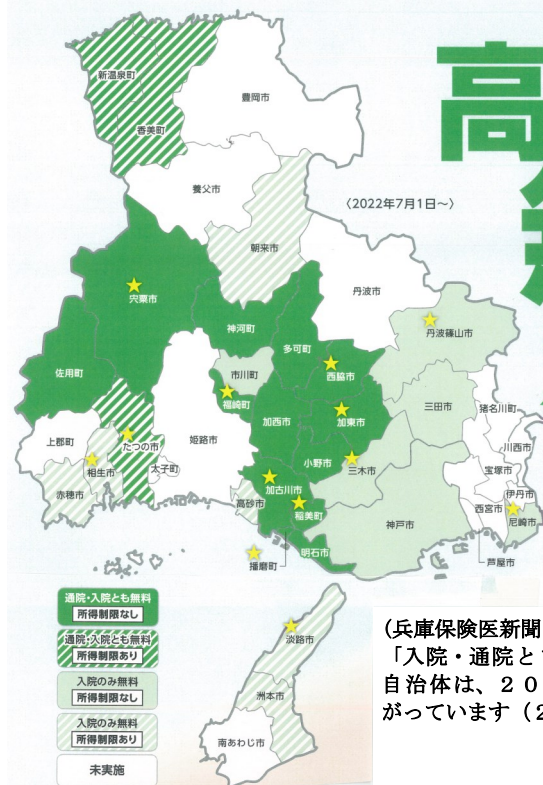 高
新温泉町
豊岡市
香美町
養父市
〈2022年7月1日～〉
朝来市
丹波市
宍粟市
神河町
多可町
丹波篠山市
佐用町
市川町
西脇市
福崎町
加西市
加東市
三田市
猪名川町
上郡町
たつの市
姫路市
川西市
相生市
太子町
小野市
三木市
宝塚市
赤穂市
高砂市
加古川市
伊丹市
稲美町
神戸市
西宮市
尼崎市
播磨町
明石市
芦屋市
通院・入院とも無料
所得制限なし
通院・入院とも無料
所得制限あり
入院のみ無料
所得制限なし
入院のみ無料
所得制限あり
未実施
淡路市
洲本市
南あわじ市
(兵庫保険医新聞
「入院・通院と
自治体は、２０
がっています（２